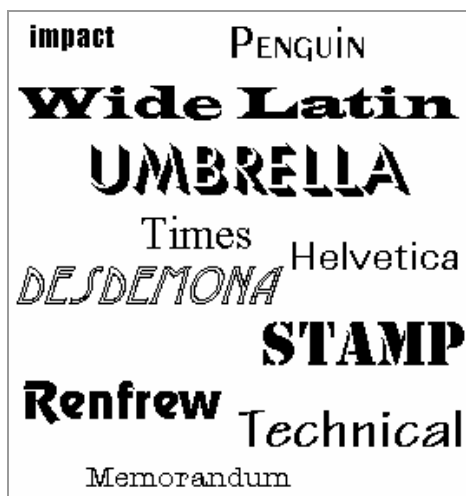 impact
PENGUiN
Wide Latin
UMBRELLA
Times
Helvetica
DESDEMONA
STAMP
Renfrew
Technical
Memorandum